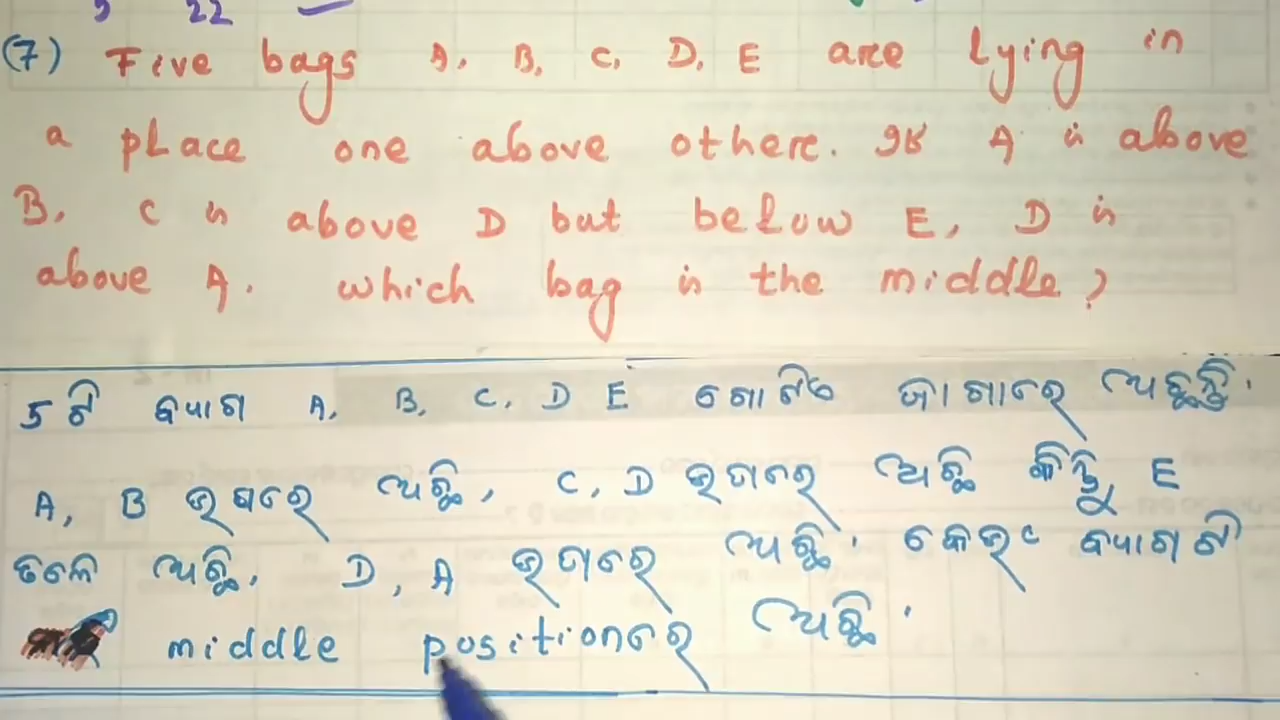 22
(7) Five bags A, B, C, D, E are lying in
a place one above other. If A is above
B, C is above D but below E, D is
above A. which bag is the middle?
5ଟି ବ୍ୟାଗ A, B, C, D E ଗୋଟିଏ ଜାଗାରେ ଅଛନ୍ତି.
A, B ଉପରେ ଅଛି, C, D ଉପରେ ଅଛି କିନ୍ତୁ E
ତଳେ ଅଛି, D, A ଉପରେ ଅଛି. କେଉଁ ବ୍ୟାଗଟି
middle positionରେ ଅଛି.